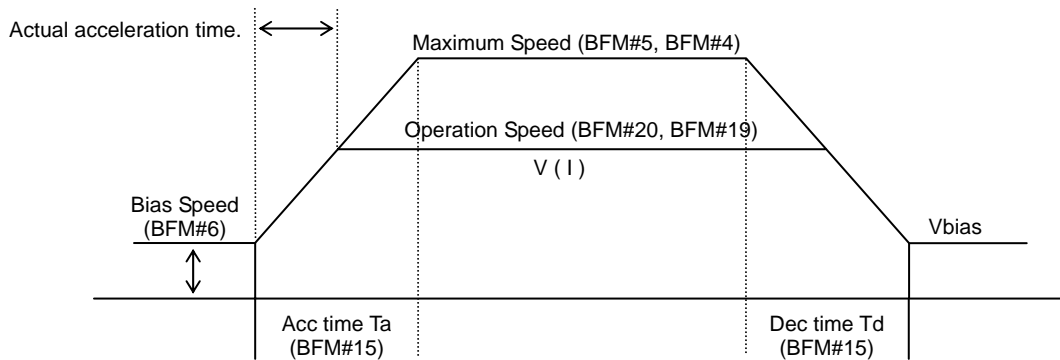 Actual acceleration time.
Maximum Speed (BFM#5, BFM#4)
Operation Speed (BFM#20, BFM#19)
V ( I )
Bias Speed
(BFM#6)
Vbias
Acc time Ta
(BFM#15)
Dec time Td
(BFM#15)